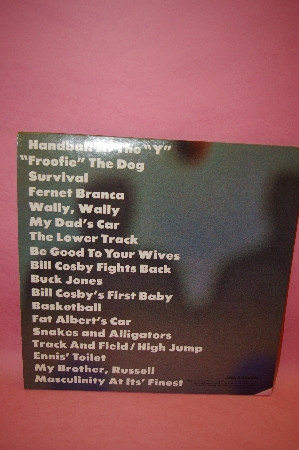 Handball At The "Y"
"Froofie" The Dog
Survival
Fernet Branca
Wally, Wally
My Dad's Car
The Lower Track
Be Good To Your Wives
Bill Cosby Fights Back
Buck Jones
Bill Cosby's First Baby
Basketball
Fat Albert's Car
Snakes and Alligators
Track And Field / High Jump
Ennis' Toilet
My Brother, Russell
Masculinity At Its' Finest